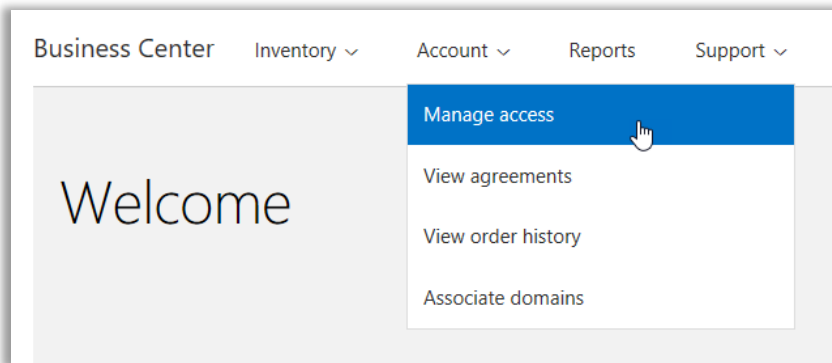 Business Center Inventory Account Reports Support
Manage access
View agreements
Welcome
View order history
Associate domains